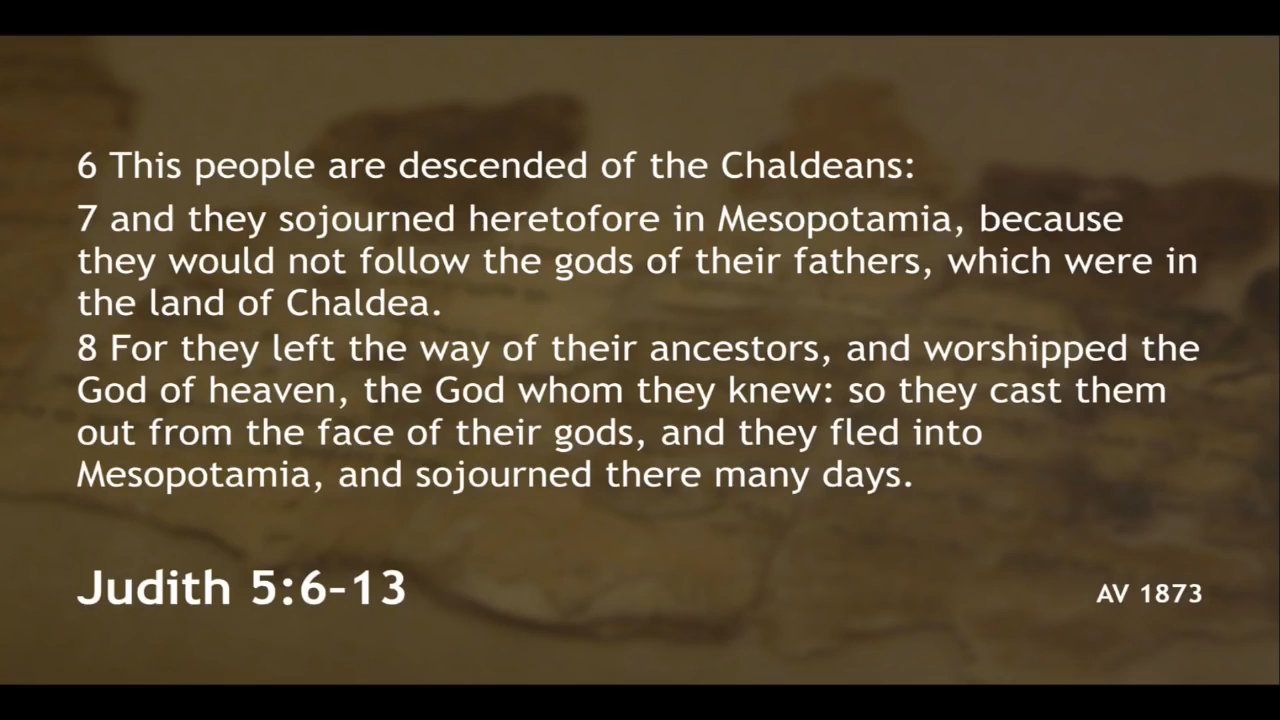 6 This people are descended of the Chaldeans:
7 and they sojourned heretofore in Mesopotamia, because
they would not follow the gods of their fathers, which were in
the land of Chaldea.
8 For they left the way of their ancestors, and worshipped the
God of heaven, the God whom they knew: so they cast them
out from the face of their gods, and they fled into
Mesopotamia, and sojourned there many days.
Judith 5:6–13
AV 1873